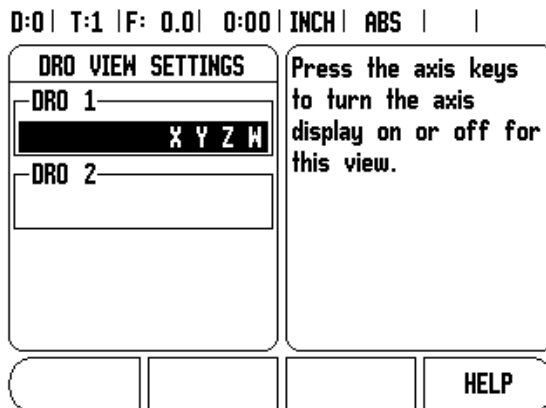 D:0| T:1 |F: 0.0| 0:00|INCH| ABS | |
DRO VIEW SETTINGS
DRO 1
X Y Z W
DRO 2
Press the axis keys
to turn the axis
display on or off for
this view.
HELP